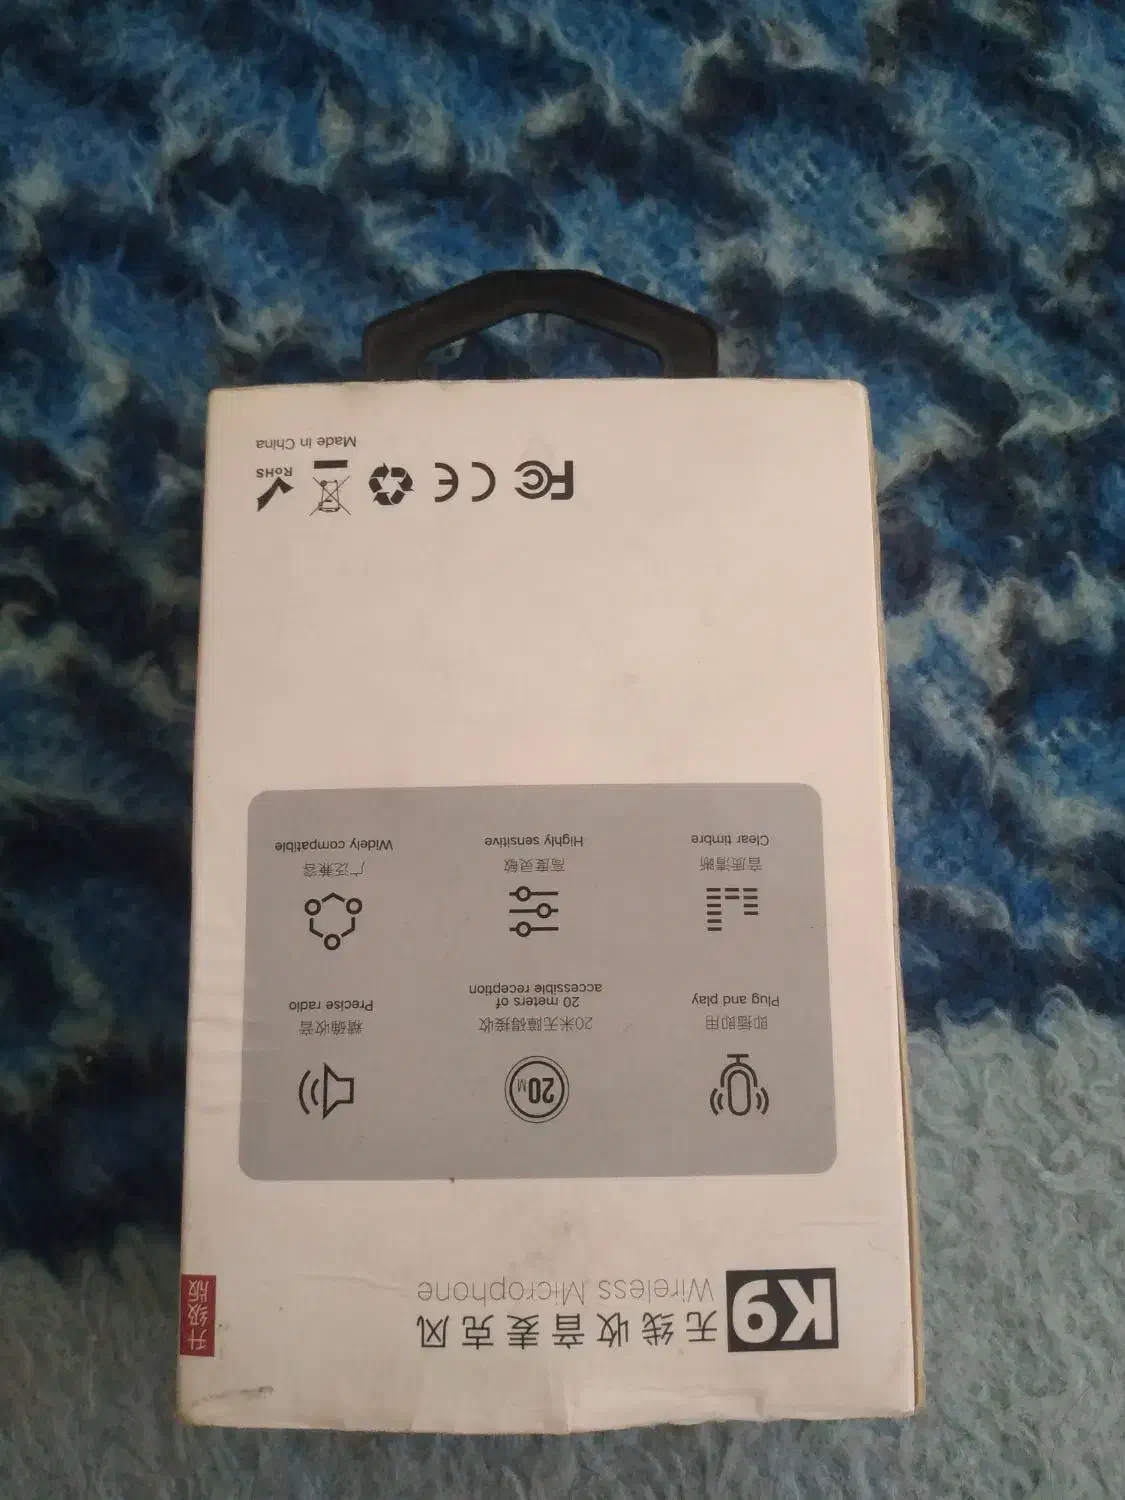 K9 无线收音麦克风
Wireless Microphone
升级版
20M
即插即用
Plug and play
20米无障碍接收
20 meters of
accessible reception
精确收音
Precise radio
音质清晰
Clear timbre
高度灵敏
Highly sensitive
广泛兼容
Widely compatible
FC CE
RoHS
Made in China